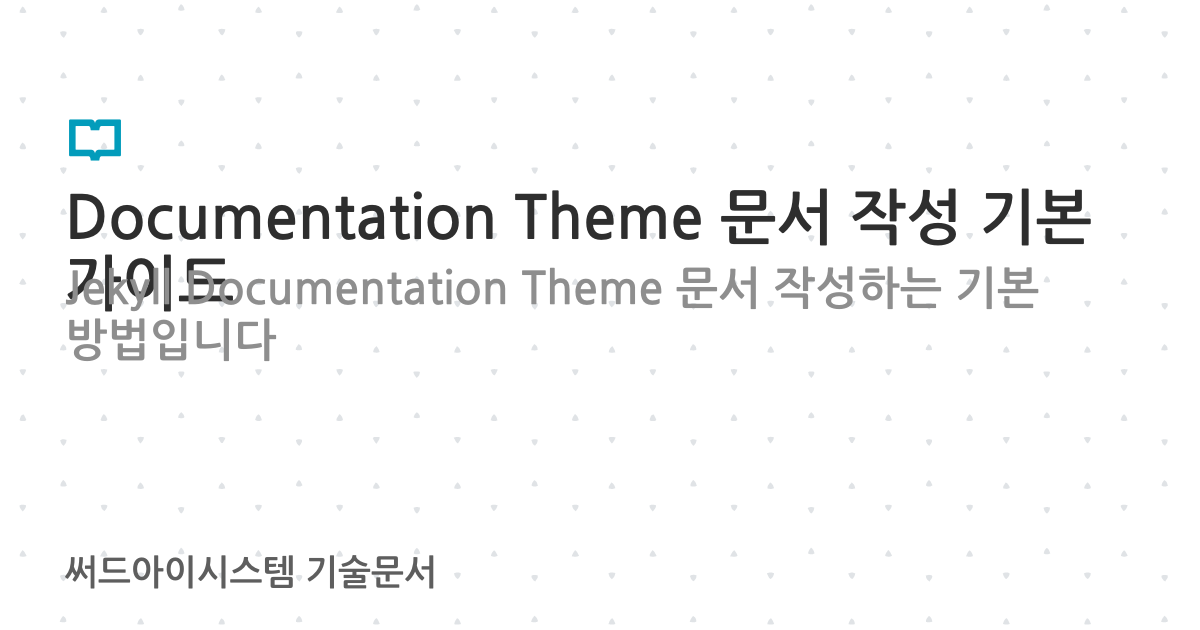 Documentation Theme 문서 작성 기본
가이드
Jekyll Documentation Theme 문서 작성하는 기본
방법입니다
써드아이시스템 기술문서